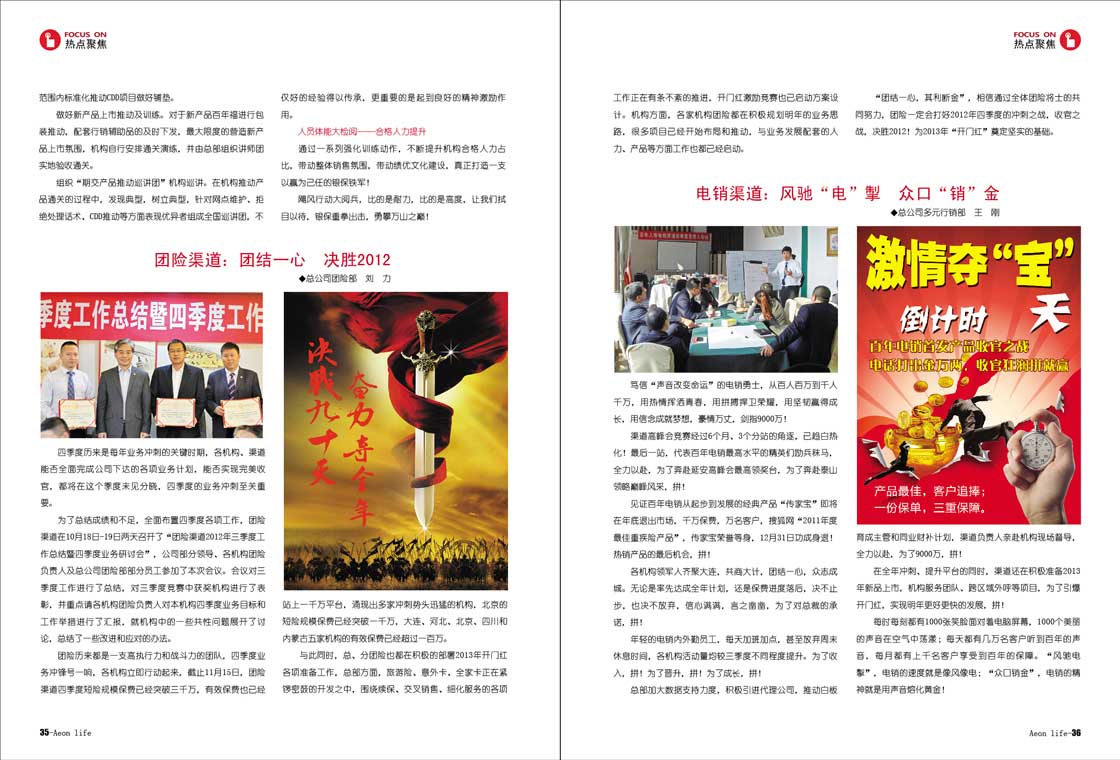 FOCUS ON
热点聚焦
范围内标准化推动CDD项目做好铺垫。
做好新产品上市推动及训练。对于新产品百年福进行包
装推动，配套行销辅助品的及时下发，最大限度的营造新产
品上市氛围，机构自行安排通关演练，并由总部组织讲师团
实地验收通关。
组织“期交产品推动巡讲团”机构巡讲。在机构推动产
品通关的过程中，发现典型，树立典型，针对网点维护、拒
绝处理话术、CDD推动等方面表现优异者组成全国巡讲团，不
仅好的经验得以传承，更重要的是起到良好的精神激励作
用。
人员体能大检阅——合格人力提升
通过一系列强化训练动作，不断提升机构合格人力占
比，带动整体销售氛围，带动绩优文化建设，真正打造一支
以赢为己任的银保铁军！
飓风行动大阅兵，比的是耐力，比的是高度，让我们拭
目以待，银保重拳出击，勇攀万山之巅！
团险渠道：团结一心 决胜2012
◆总公司团险部 刘 力
季度工作总结暨四季度工作
决戰九十天
奋力夺全年
四季度历来是每年业务冲刺的关键时期，各机构、渠道
能否全面完成公司下达的各项业务计划，能否实现完美收
官，都将在这个季度未见分晓，四季度的业务冲刺至关重
要。
为了总结成绩和不足，全面布置四季度各项工作，团险
渠道在10月18日-19日两天召开了“团险渠道2012年三季度工
作总结暨四季度业务研讨会”，公司部分领导、各机构团险
负责人及总公司团险部部分员工参加了本次会议。会议对三
季度工作进行了总结，对三季度竞赛中获奖机构进行了表
彰，并重点请各机构团险负责人对本机构四季度业务目标和
工作举措进行了汇报，就机构中的一些共性问题展开了讨
论，总结了一些改进和应对的办法。
团险历来都是一支高执行力和战斗力的团队，四季度业
务冲锋号一响，各机构立即行动起来，截止11月15日，团险
渠道四季度短险规模保费已经突破三千万，有效保费也已经
站上一千万平台，涌现出多家冲刺势头迅猛的机构，北京的
短险规模保费已经突破一千万，大连、河北、北京、四川和
内蒙古五家机构的有效保费已经超过一百万。
与此同时，总、分团险也都在积极的部署2013年开门红
各项准备工作，总部方面，旅游险、意外卡，全家卡正在紧
锣密鼓的开发之中，围绕续保、交叉销售、细化服务的各项
35-Aeon life
FOCUS ON
热点聚焦
工作正在有条不紊的推进，开门红激励竞赛也已启动方案设
计。机构方面，各家机构团险都在积极规划明年的业务思
路，很多项目已经开始布局和推动，与业务发展配套的人
力、产品等方面工作也都已经启动。
“团结一心，其利断金”，相信通过全体团险将士的共
同努力，团险一定会打好2012年四季度的冲刺之战，收官之
战，决胜2012！为2013年“开门红”奠定坚实的基础。
电销渠道：风驰“电”掣 众口“销”金
◆总公司多元行销部 王 刚
激情夺“宝”
倒计时 天
百年电销首发产品收官之战
电话打出金万两，收官狂澜拼就赢
产品最佳，客户追捧；
一份保单，三重保障。
笃信“声音改变命运”的电销勇士，从百人百万到千人
千万，用热情挥洒青春，用拼搏捍卫荣耀，用坚韧赢得成
长，用信念成就梦想，豪情万丈，剑指9000万！
渠道高峰会竞赛经过6个月，3个分站的角逐，已趋白热
化！最后一站，代表百年电销最高水平的精英们励兵秣马，
全力以赴，为了奔赴延安高峰会最高领奖台，为了奔赴泰山
领略巅峰风采，拼！
见证百年电销从起步到发展的经典产品“传家宝”即将
在年底退出市场，千万保费，万名客户，搜狐网“2011年度
最佳重疾险产品”，传家宝荣誉等身，12月31日功成身退！
热销产品的最后机会，拼！
各机构领军人齐聚大连，共商大计，团结一心，众志成
城。无论是率先达成全年计划，还是保费进度落后，决不止
步，也决不放弃，信心满满，言之凿凿，为了对总裁的承
诺，拼！
年轻的电销内外勤员工，每天加班加点，甚至放弃周末
休息时间，各机构活动量均较三季度不同程度提升。为了收
入，拼！为了晋升，拼！为了成长，拼！
总部加大数据支持力度，积极引进代理公司，推动白板
育成主管和同业财补计划，渠道负责人亲赴机构现场督导，
全力以赴，为了9000万，拼！
在全年冲刺、提升平台的同时，渠道还在积极准备2013
年新品上市，机构服务团队、跨区域外呼等项目，为了引爆
开门红，实现明年更好更快的发展，拼！
每时每刻都有1000张笑脸面对着电脑屏幕，1000个美丽
的声音在空气中荡漾；每天都有几万名客户听到百年的声
音，每月都有上千名客户享受到百年的保障。“风驰电
掣”，电销的速度就是像风像电；“众口销金”，电销的精
神就是用声音熔化黄金！
Aeon life-36